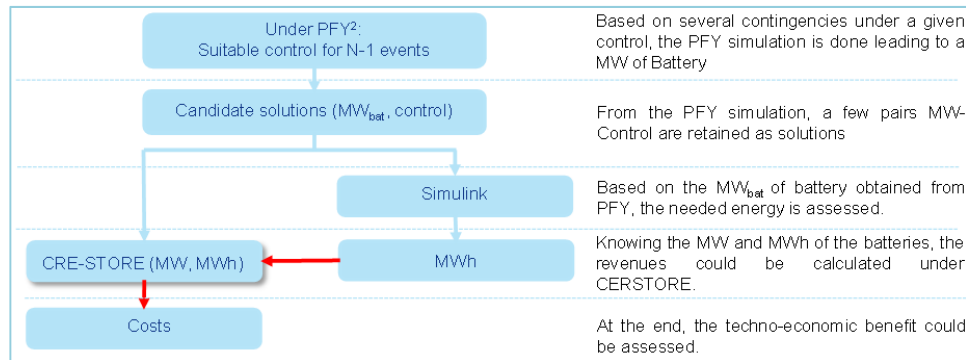 Under PFY²:
Suitable control for N-1 events
Based on several contingencies under a given
control, the PFY simulation is done leading to a
MW of Battery
Candidate solutions (MWbat, control)
From the PFY simulation, a few pairs MW-
Control are retained as solutions
Simulink
Based on the MWbat of battery obtained from
PFY, the needed energy is assessed.
CRE-STORE (MW, MWh)
MWh
Knowing the MW and MWh of the batteries, the
revenues could be calculated under
CERSTORE.
Costs
At the end, the techno-economic benefit could
be assessed.